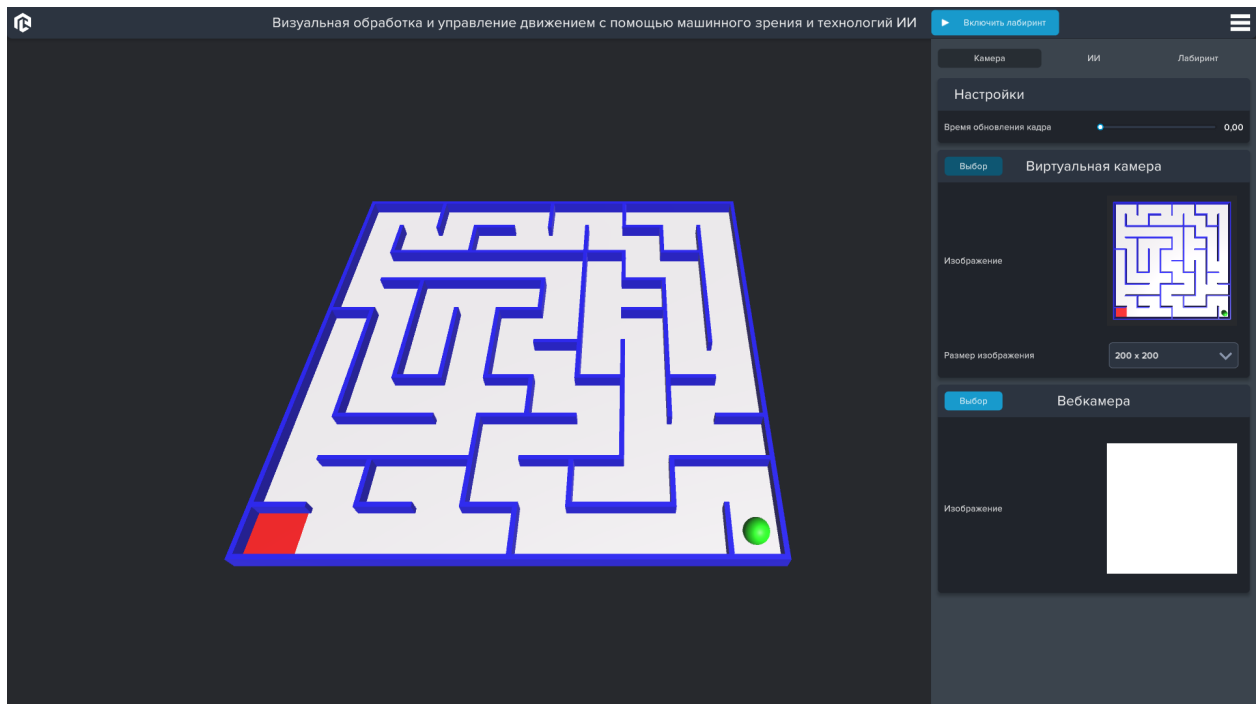 Визуальная обработка и управление движением с помощью машинного зрения и технологий ИИ
Включить лабиринт
Камера ИИ Лабиринт
Настройки
Время обновления кадра 0,00
Выбор Виртуальная камера
Изображение
Размер изображения 200 x 200
Выбор Вебкамера
Изображение